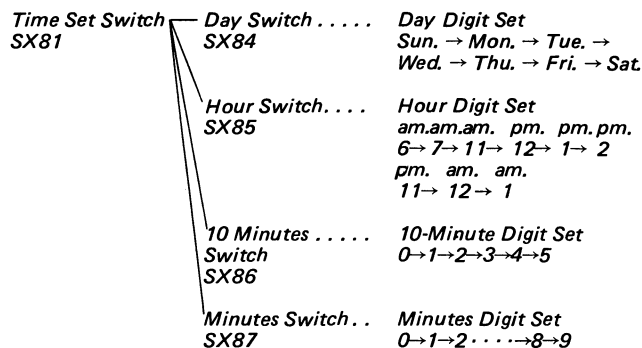 Time Set Switch Day Switch . . . . . Day Digit Set
SX81 SX84 Sun. → Mon. → Tue. →
Wed. → Thu. → Fri. → Sat.
Hour Switch . . . . Hour Digit Set
SX85 am.am.am. pm. pm. pm.
6→ 7→ 11→ 12→ 1→ 2
pm. am. am.
11→ 12→ 1
10 Minutes . . . . . 10-Minute Digit Set
Switch 0→1→2→3→4→5
SX86
Minutes Switch . . Minutes Digit Set
SX87 0→1→2 · · · ·→8→9